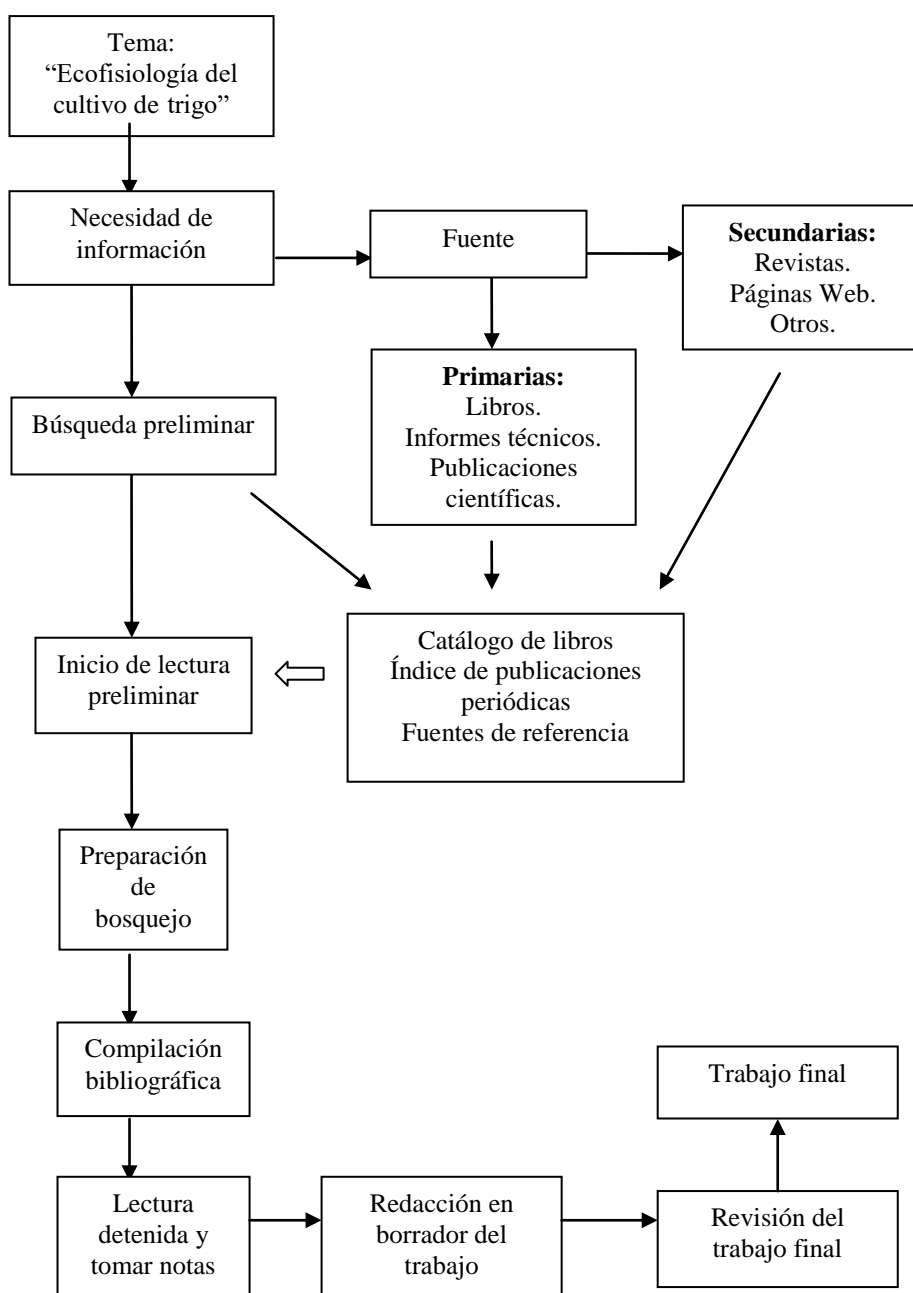 Tema:
“Ecofisiología del
cultivo de trigo”
Necesidad de
información
Fuente
Secundarias:
Revistas.
Páginas Web.
Otros.
Primarias:
Libros.
Informes técnicos.
Publicaciones
científicas.
Búsqueda preliminar
Inicio de lectura
preliminar
Catálogo de libros
Índice de publicaciones
periódicas
Fuentes de referencia
Preparación
de
bosquejo
Compilación
bibliográfica
Lectura
detenida y
tomar notas
Redacción en
borrador del
trabajo
Revisión del
trabajo final
Trabajo final